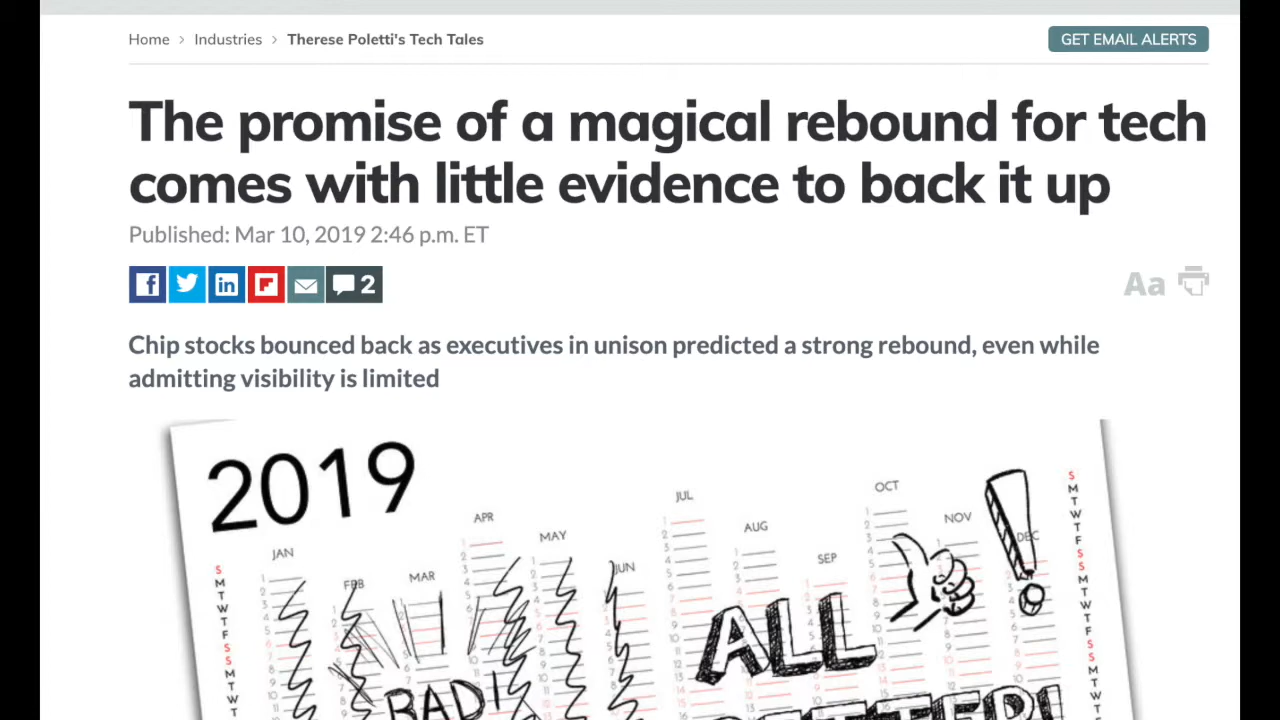 Home > Industries > Therese Poletti's Tech Tales
GET EMAIL ALERTS
The promise of a magical rebound for tech
comes with little evidence to back it up
Published: Mar 10, 2019 2:46 p.m. ET
2
Aa
Chip stocks bounced back as executives in unison predicted a strong rebound, even while
admitting visibility is limited
2019
JAN
FEB
MAR
APR
MAY
JUN
JUL
AUG
SEP
OCT
NOV
DEC
BAD!
ALL
BETTER!